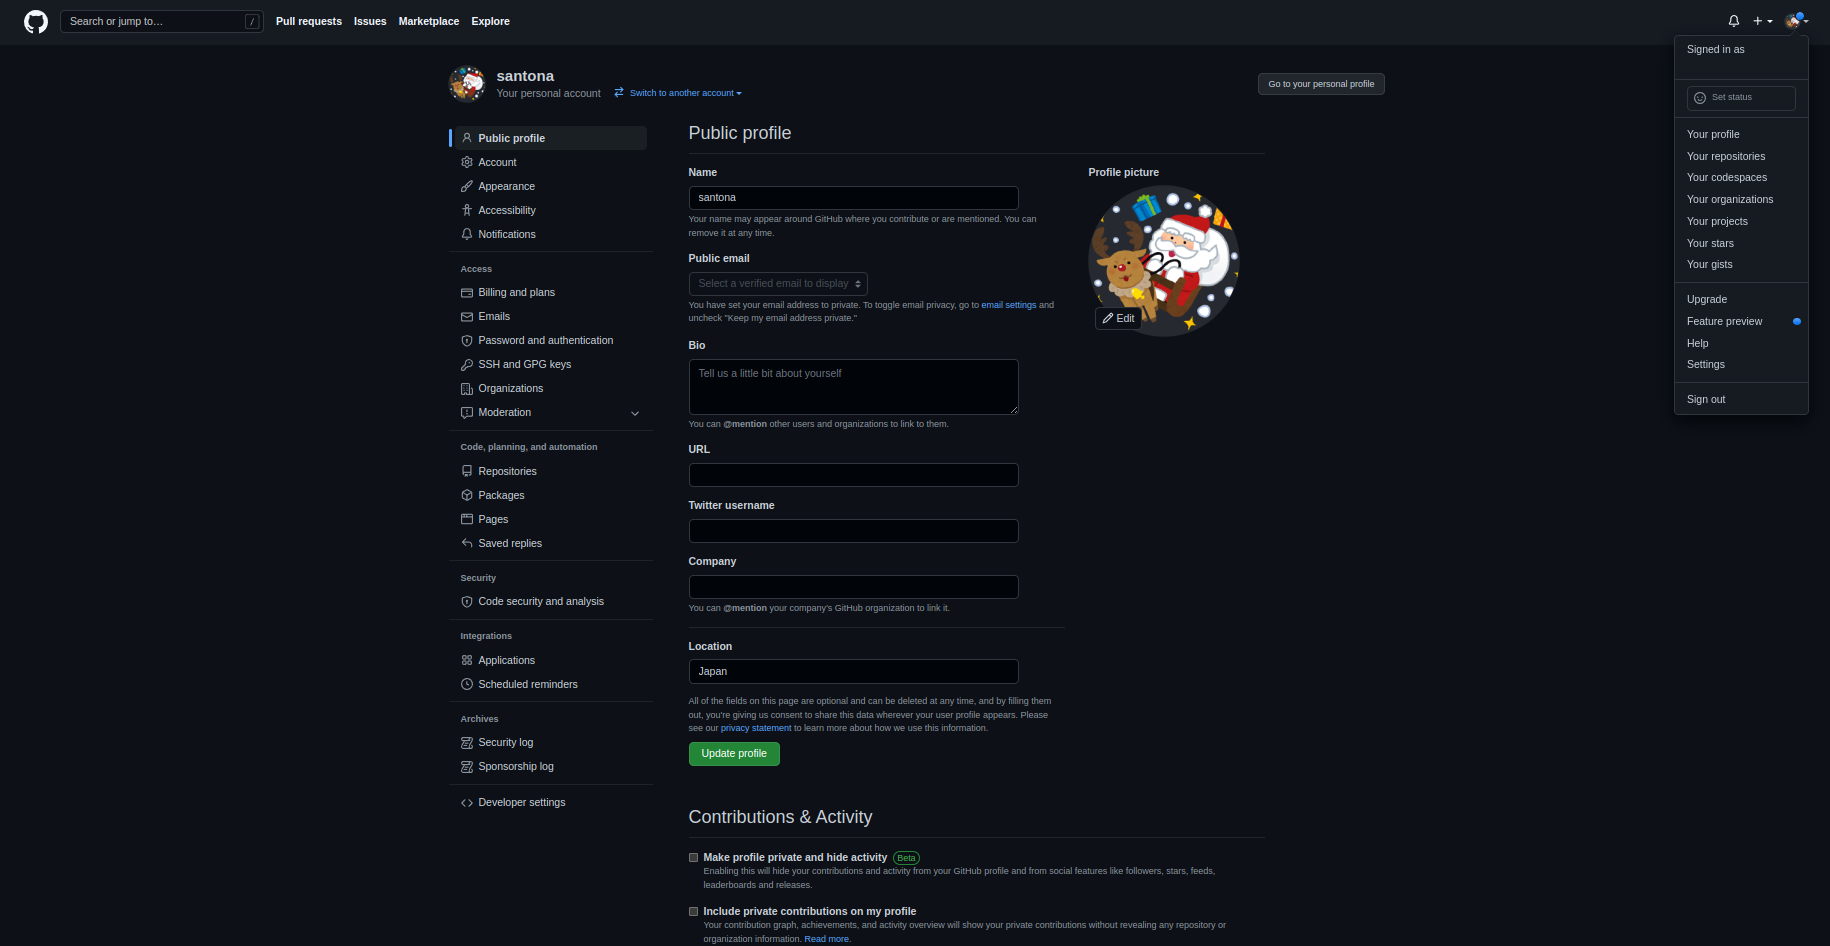 Search or jump to…
/
Pull requests
Issues
Marketplace
Explore
santona
Your personal account
Switch to another account
Go to your personal profile
Signed in as
Set status
Your profile
Your repositories
Your codespaces
Your organizations
Your projects
Your stars
Your gists
Upgrade
Feature preview
Help
Settings
Sign out
Public profile
Account
Appearance
Accessibility
Notifications
Access
Billing and plans
Emails
Password and authentication
SSH and GPG keys
Organizations
Moderation
Code, planning, and automation
Repositories
Packages
Pages
Saved replies
Security
Code security and analysis
Integrations
Applications
Scheduled reminders
Archives
Security log
Sponsorship log
Developer settings
Public profile
Name
santona
Your name may appear around GitHub where you contribute or are mentioned. You can
remove it at any time.
Public email
Select a verified email to display
You have set your email address to private. To toggle email privacy, go to email settings and
uncheck "Keep my email address private."
Bio
Tell us a little bit about yourself
You can @mention other users and organizations to link to them.
URL
Twitter username
Company
You can @mention your company's GitHub organization to link it.
Location
Japan
All of the fields on this page are optional and can be deleted at any time, and by filling them
out, you're giving us consent to share this data wherever your user profile appears. Please
see our privacy statement to learn more about how we use this information.
Update profile
Profile picture
Edit
Contributions & Activity
Make profile private and hide activity Beta
Enabling this will hide your contributions and activity from your GitHub profile and from social features like followers, stars, feeds,
leaderboards and releases.
Include private contributions on my profile
Your contribution graph, achievements, and activity overview will show your private contributions without revealing any repository or
organization information. Read more.